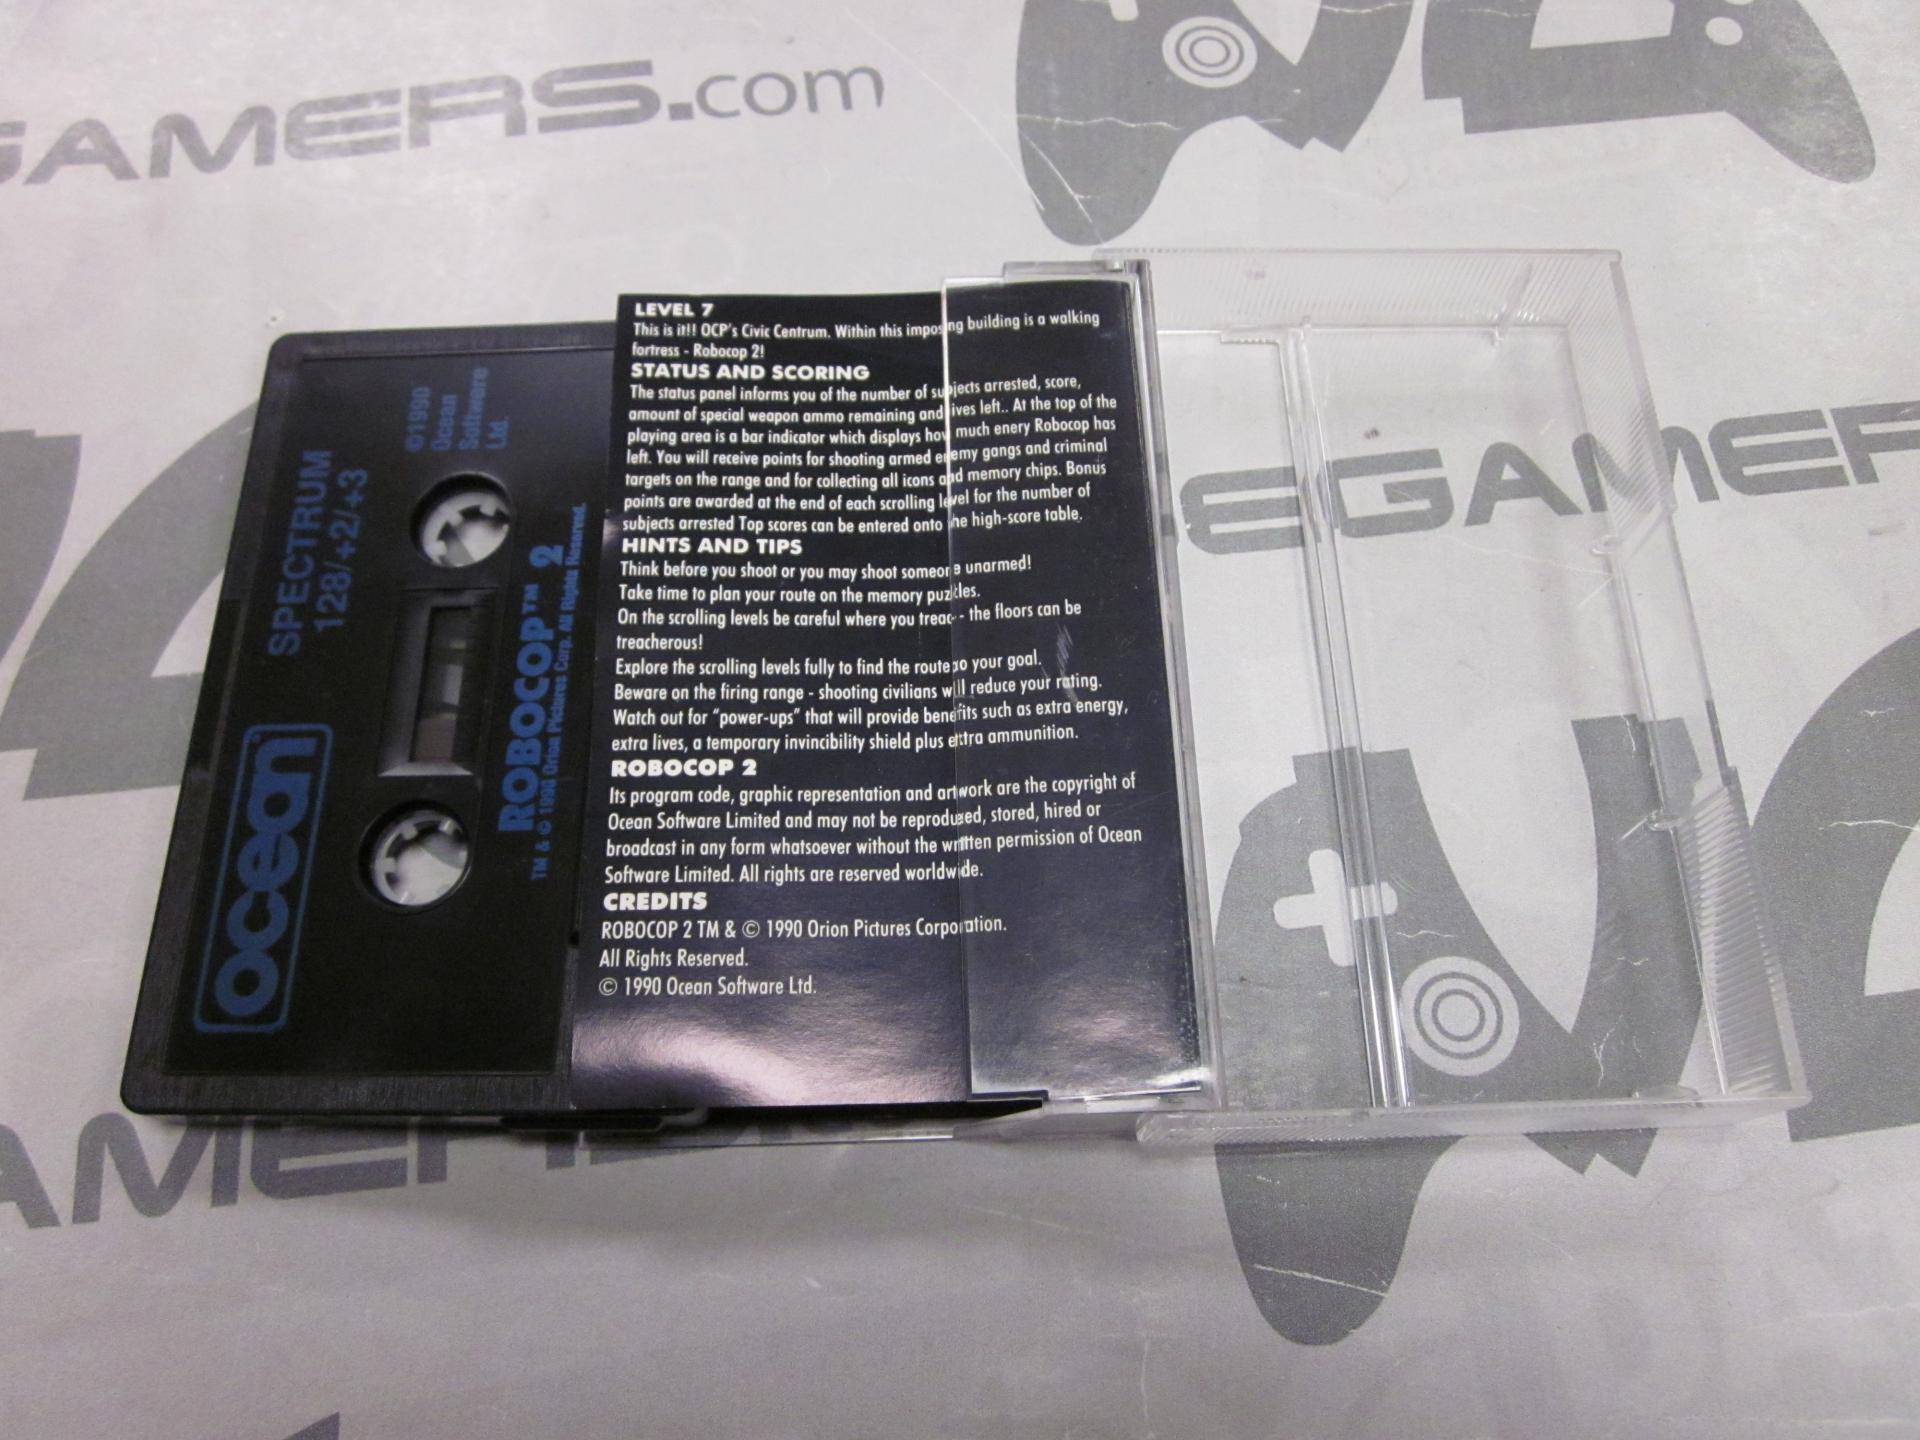 GAMERS.com
LEVEL 7
This is it!! OCP's Civic Centrum. Within this imposing building is a walking
fortress - Robocop 2!
STATUS AND SCORING
The status panel informs you of the number of subjects arrested, score,
amount of special weapon ammo remaining and lives left.. At the top of the
playing area is a bar indicator which displays how much enery Robocop has
left. You will receive points for shooting armed enemy gangs and criminal
targets on the range and for collecting all icons and memory chips. Bonus
points are awarded at the end of each scrolling level for the number of
subjects arrested Top scores can be entered onto the high-score table.
HINTS AND TIPS
Think before you shoot or you may shoot someone unarmed!
Take time to plan your route on the memory puzzles.
On the scrolling levels be careful where you tread - the floors can be
treacherous!
Explore the scrolling levels fully to find the route to your goal.
Beware on the firing range - shooting civilians will reduce your rating.
Watch out for "power-ups" that will provide benefits such as extra energy,
extra lives, a temporary invincibility shield plus extra ammunition.
ROBOCOP 2
Its program code, graphic representation and artwork are the copyright of
Ocean Software Limited and may not be reproduced, stored, hired or
broadcast in any form whatsoever without the written permission of Ocean
Software Limited. All rights are reserved worldwide.
CREDITS
ROBOCOP 2 TM & © 1990 Orion Pictures Corporation.
All Rights Reserved.
© 1990 Ocean Software Ltd.
ocean
SPECTRUM
128/+2/+3
©1990
Ocean
Software
Ltd.
ROBOCOP™ 2
TM & © 1990 Orion Pictures Corp. All Rights Reserved.
EGAMERS
AMERS